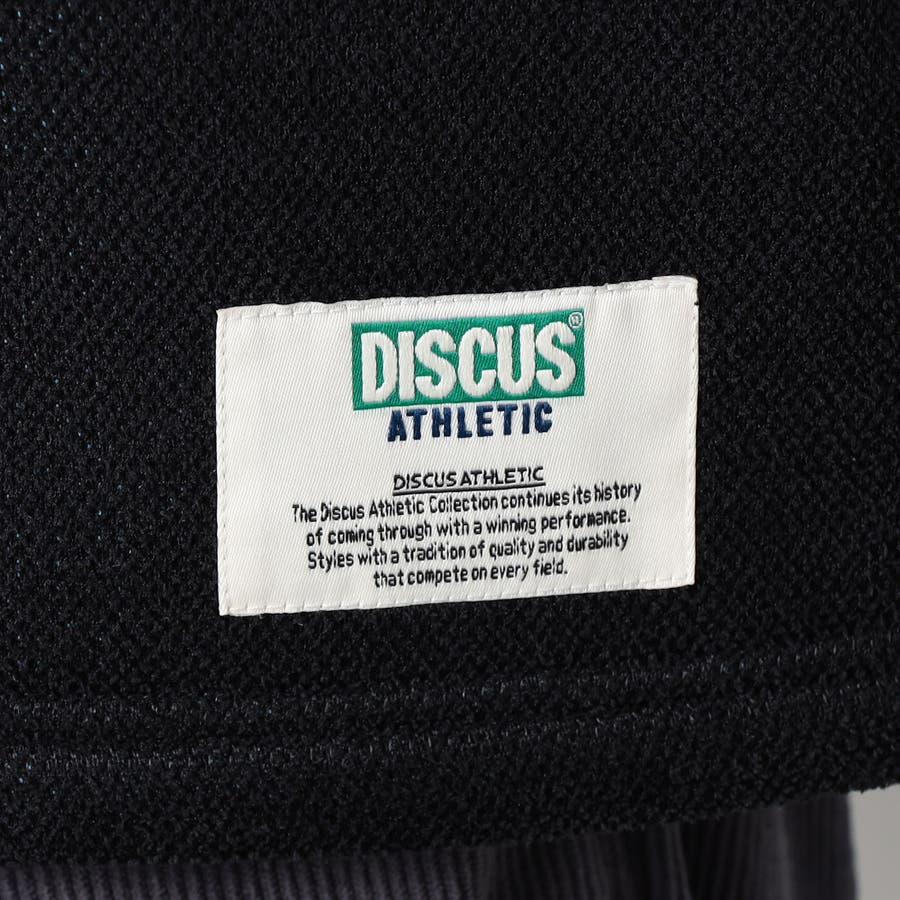 DISCUS®
ATHLETIC
DISCUS ATHLETIC
The Discus Athletic Collection continues its history
of coming through with a winning performance.
Styles with a tradition of quality and durability
that compete on every field.